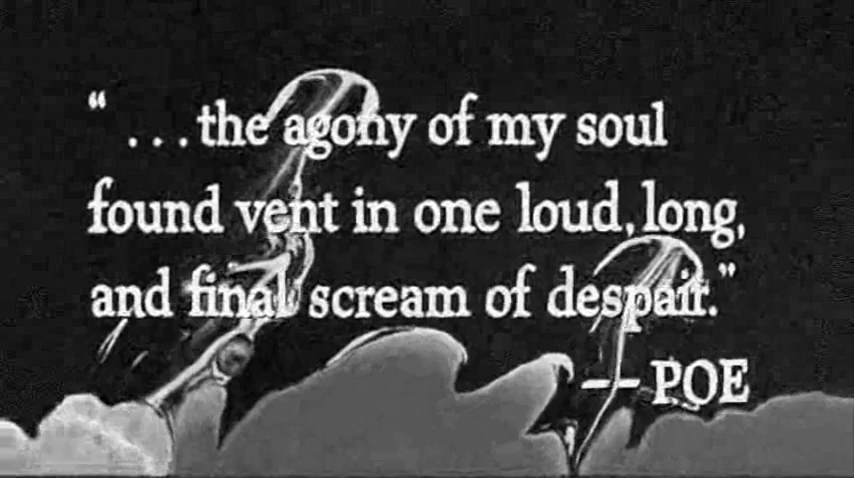 “ ...the agony of my soul
found vent in one loud, long,
and final scream of despair.”
— POE